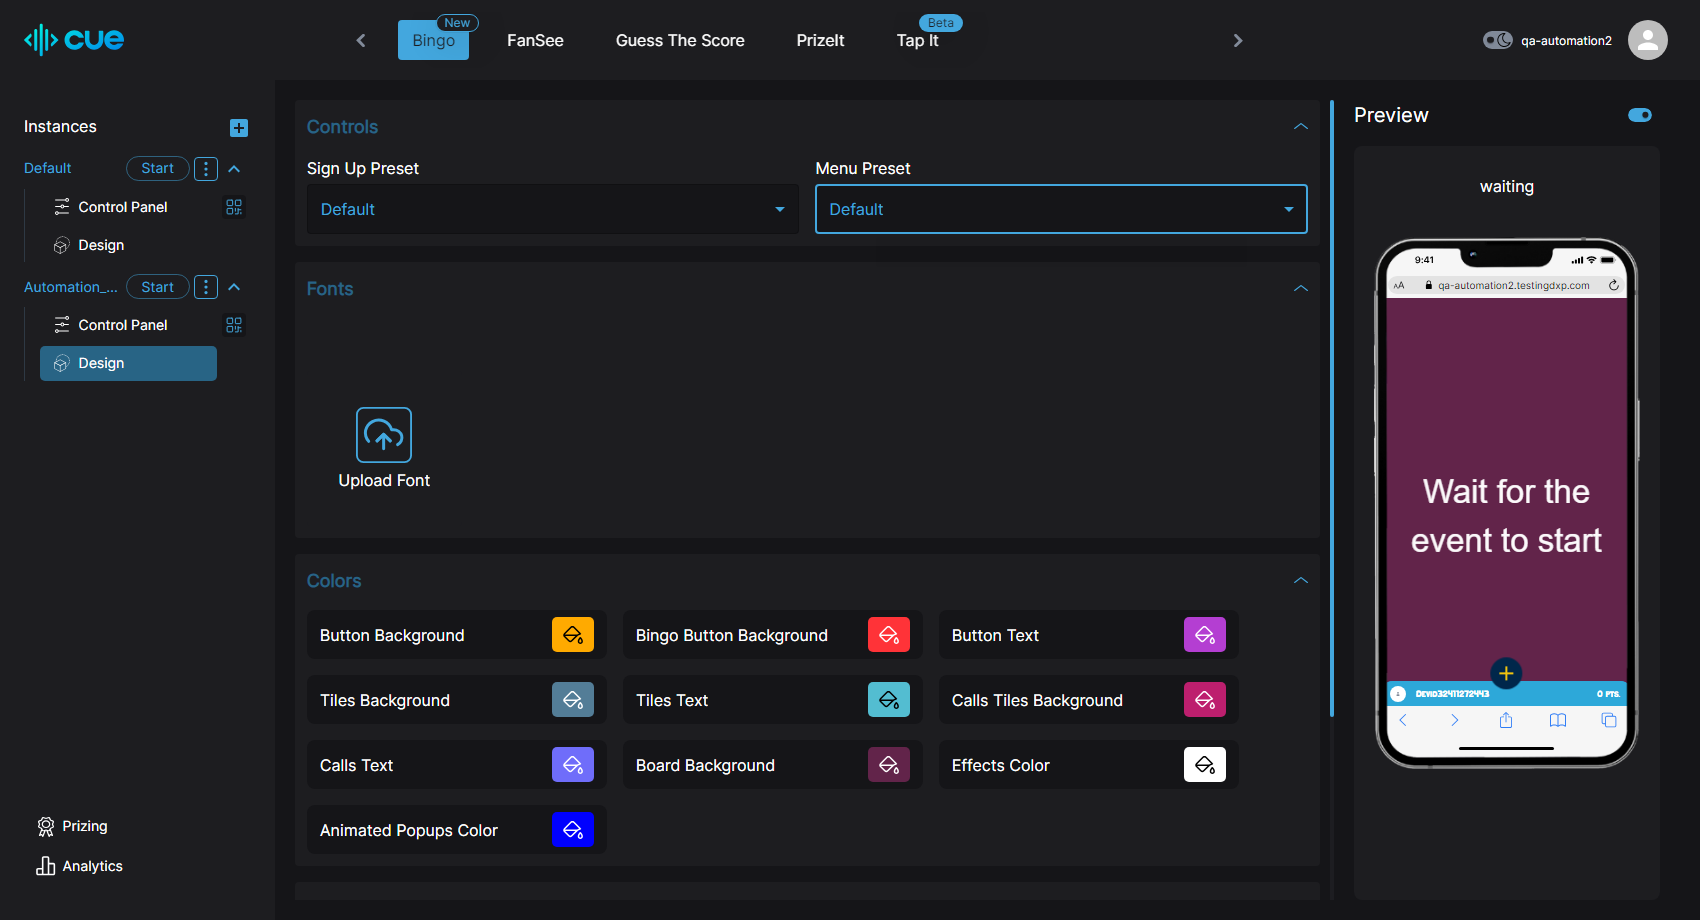 cue
New
Bingo
FanSee
Guess The Score
PrizeIt
Beta
Tap It
qa-automation2
Instances
Default
Start
Control Panel
Design
Automation_...
Start
Control Panel
Design
Prizing
Analytics
Controls
Sign Up Preset
Default
Menu Preset
Default
Fonts
Upload Font
Colors
Button Background
Bingo Button Background
Button Text
Tiles Background
Tiles Text
Calls Tiles Background
Calls Text
Board Background
Effects Color
Animated Popups Color
Preview
waiting
9:41
AA
qa-automation2.testingdxp.com
Wait for the
event to start
0 PTS.